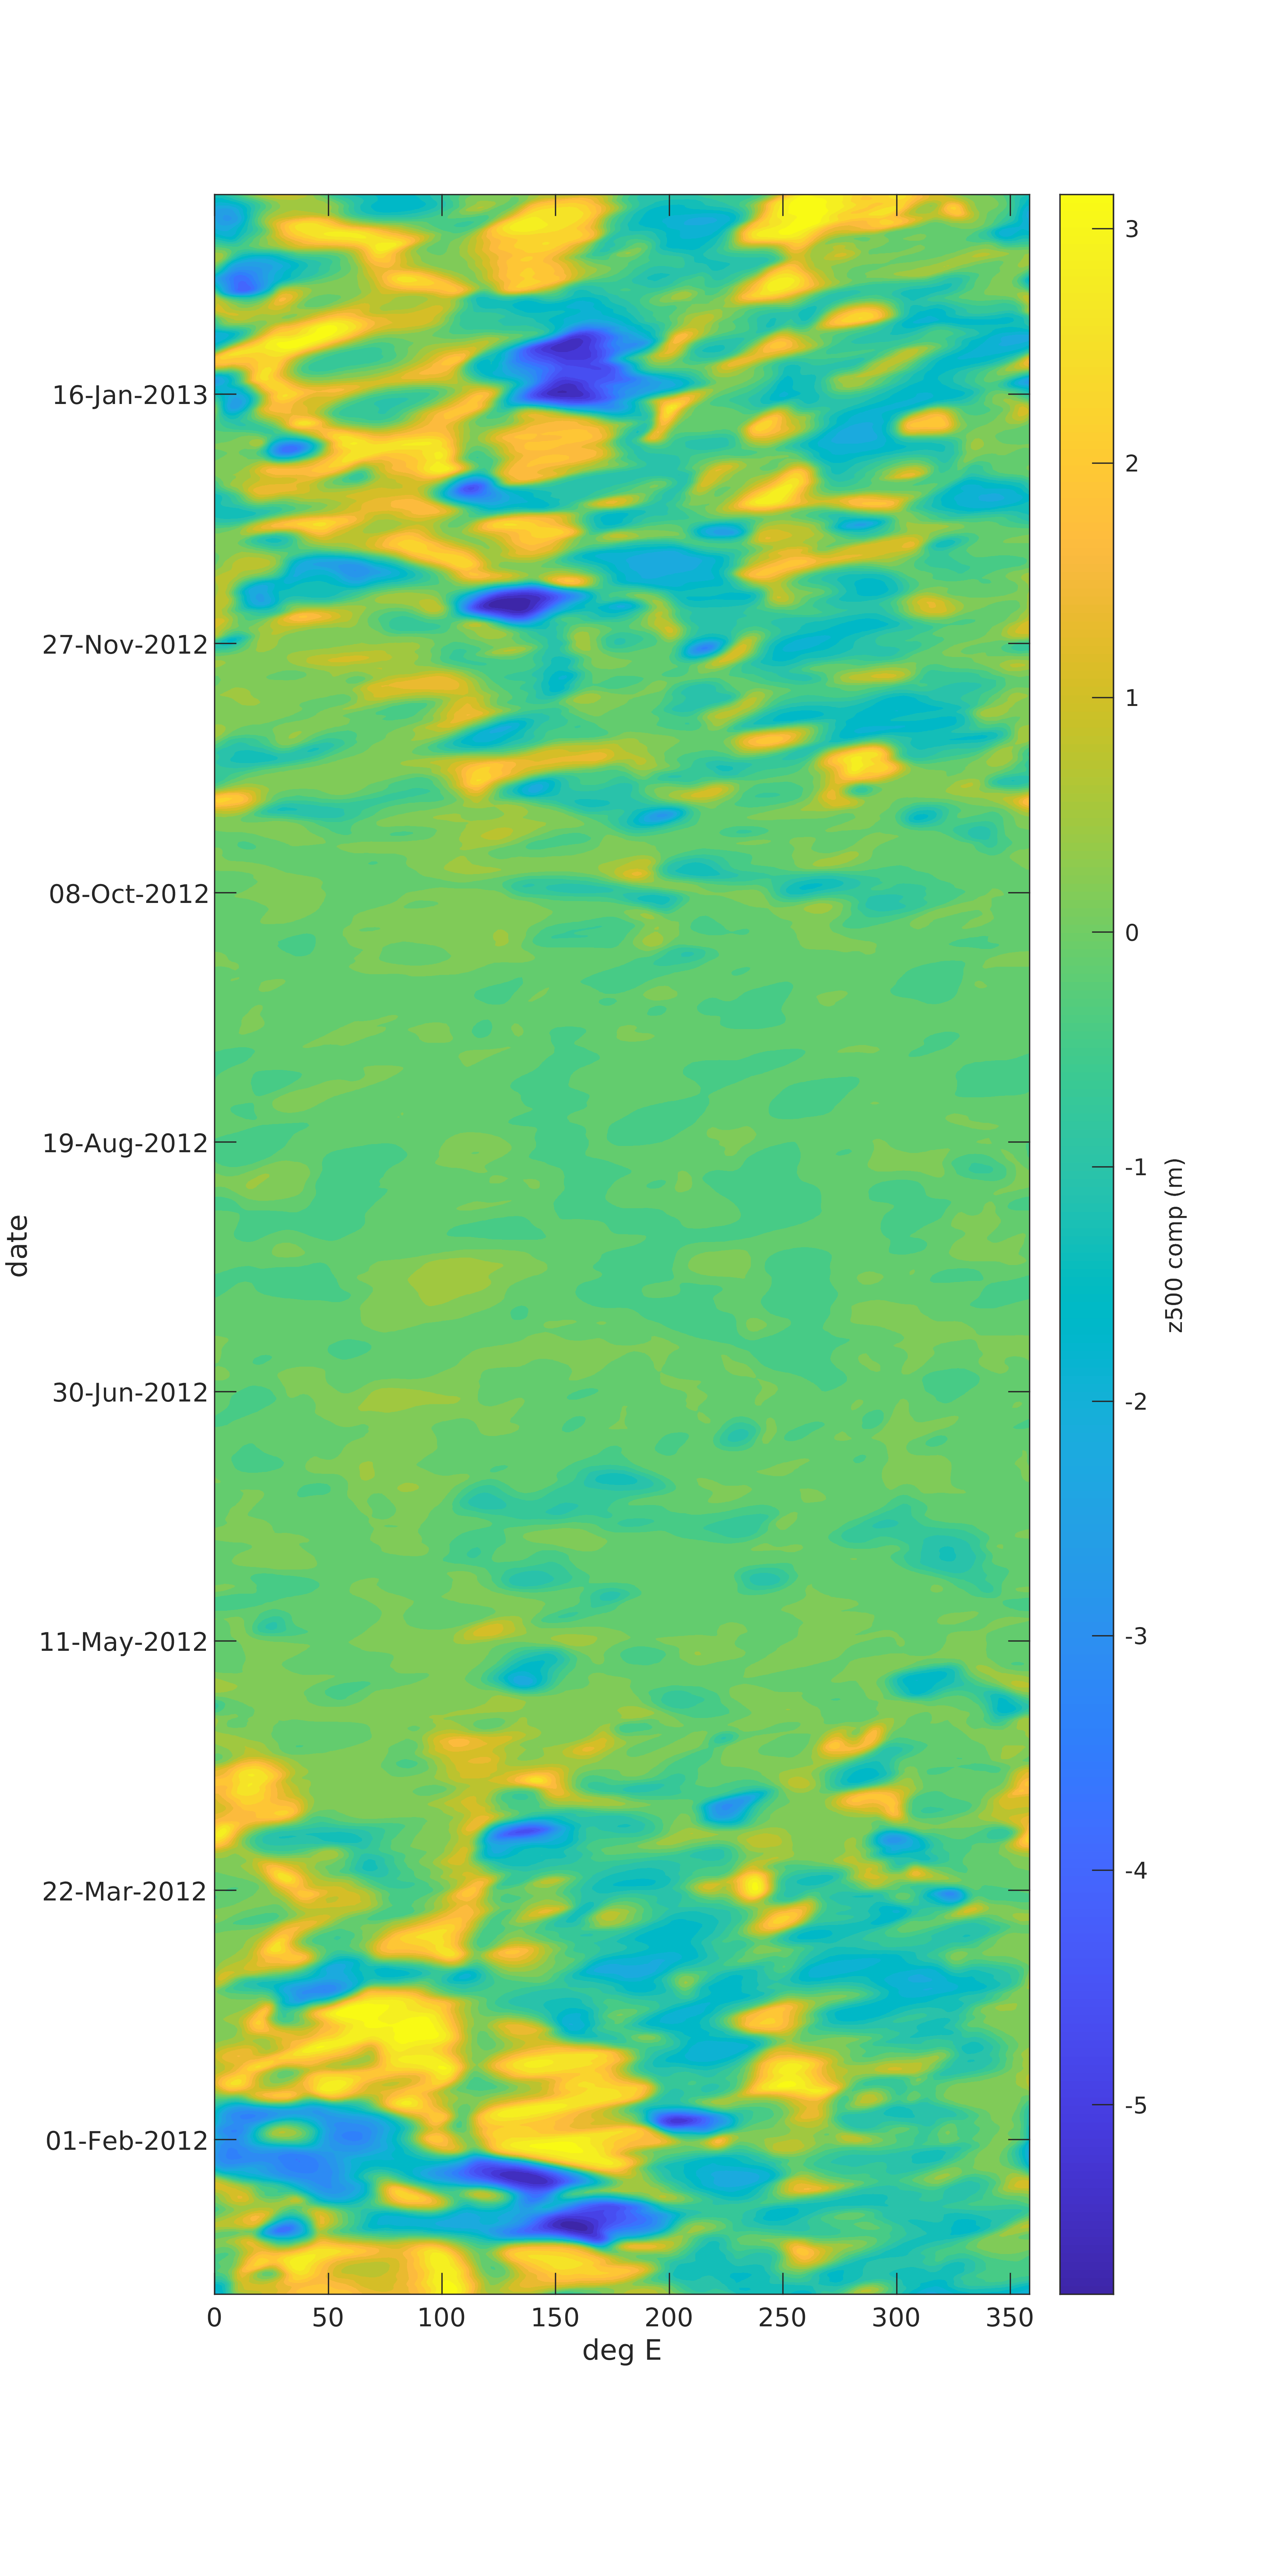 16-Jan-2013
27-Nov-2012
08-Oct-2012
19-Aug-2012
30-Jun-2012
11-May-2012
22-Mar-2012
01-Feb-2012
date
0 50 100 150 200 250 300 350
deg E
3
2
1
0
-1
-2
-3
-4
-5
z500 comp (m)